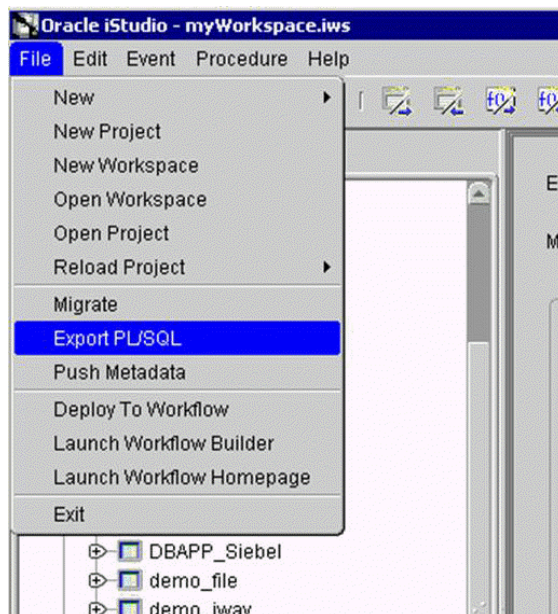 Oracle iStudio - myWorkspace.iws
File Edit Event Procedure Help
New
New Project
New Workspace
Open Workspace
Open Project
Reload Project
Migrate
Export PL/SQL
Push Metadata
Deploy To Workflow
Launch Workflow Builder
Launch Workflow Homepage
Exit
DBAPP_Siebel
demo_file
demo_iway
f()
E
M